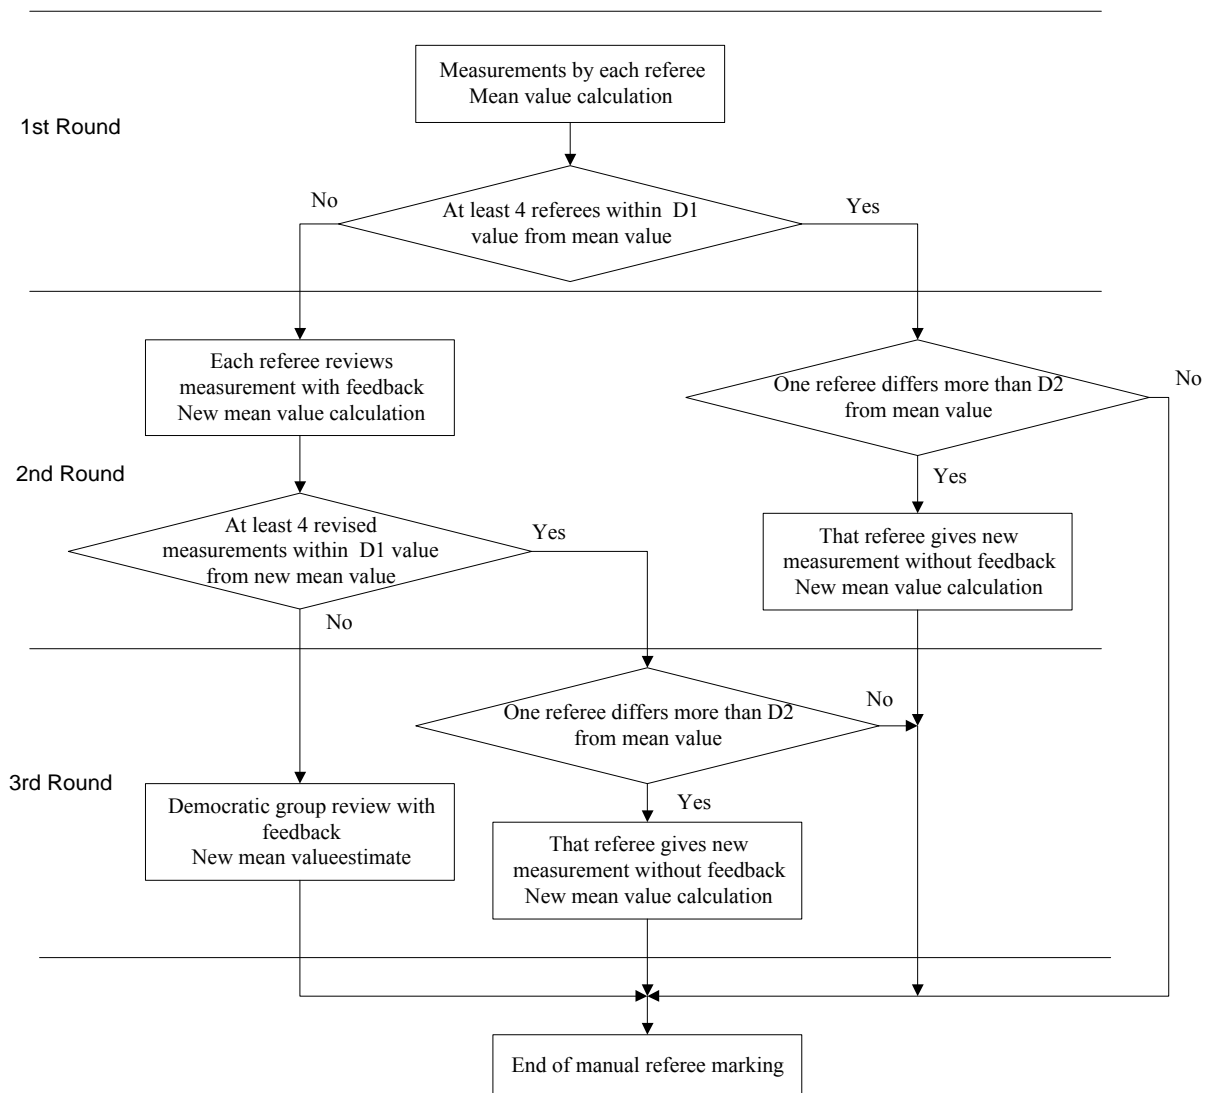 Measurements by each referee
Mean value calculation
1st Round
No
At least 4 referees within D1
value from mean value
Yes
Each referee reviews
measurement with feedback
New mean value calculation
One referee differs more than D2
from mean value
No
2nd Round
Yes
At least 4 revised
measurements within D1 value
from new mean value
Yes
That referee gives new
measurement without feedback
New mean value calculation
No
One referee differs more than D2
from mean value
No
3rd Round
Democratic group review with
feedback
New mean valueestimate
Yes
That referee gives new
measurement without feedback
New mean value calculation
End of manual referee marking